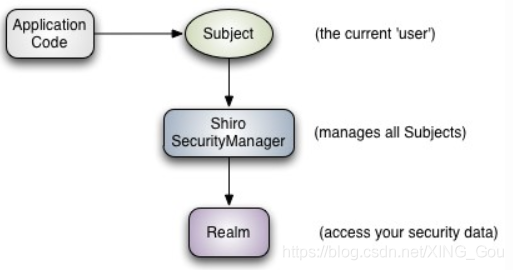 Application
Code
Subject
(the current 'user')
Shiro
SecurityManager
(manages all Subjects)
Realm
(access your security data)
https://blog.csdn.net/XING_Gou